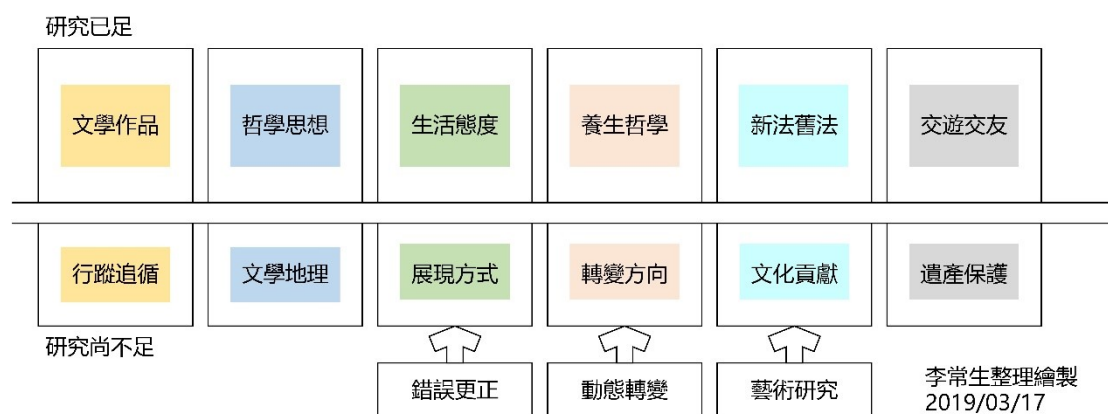 研究已足
文學作品
哲學思想
生活態度
養生哲學
新法舊法
交遊交友
行蹤追循
文學地理
展現方式
轉變方向
文化貢獻
遺產保護
研究尚不足
錯誤更正
動態轉變
藝術研究
李常生整理繪製
2019/03/17